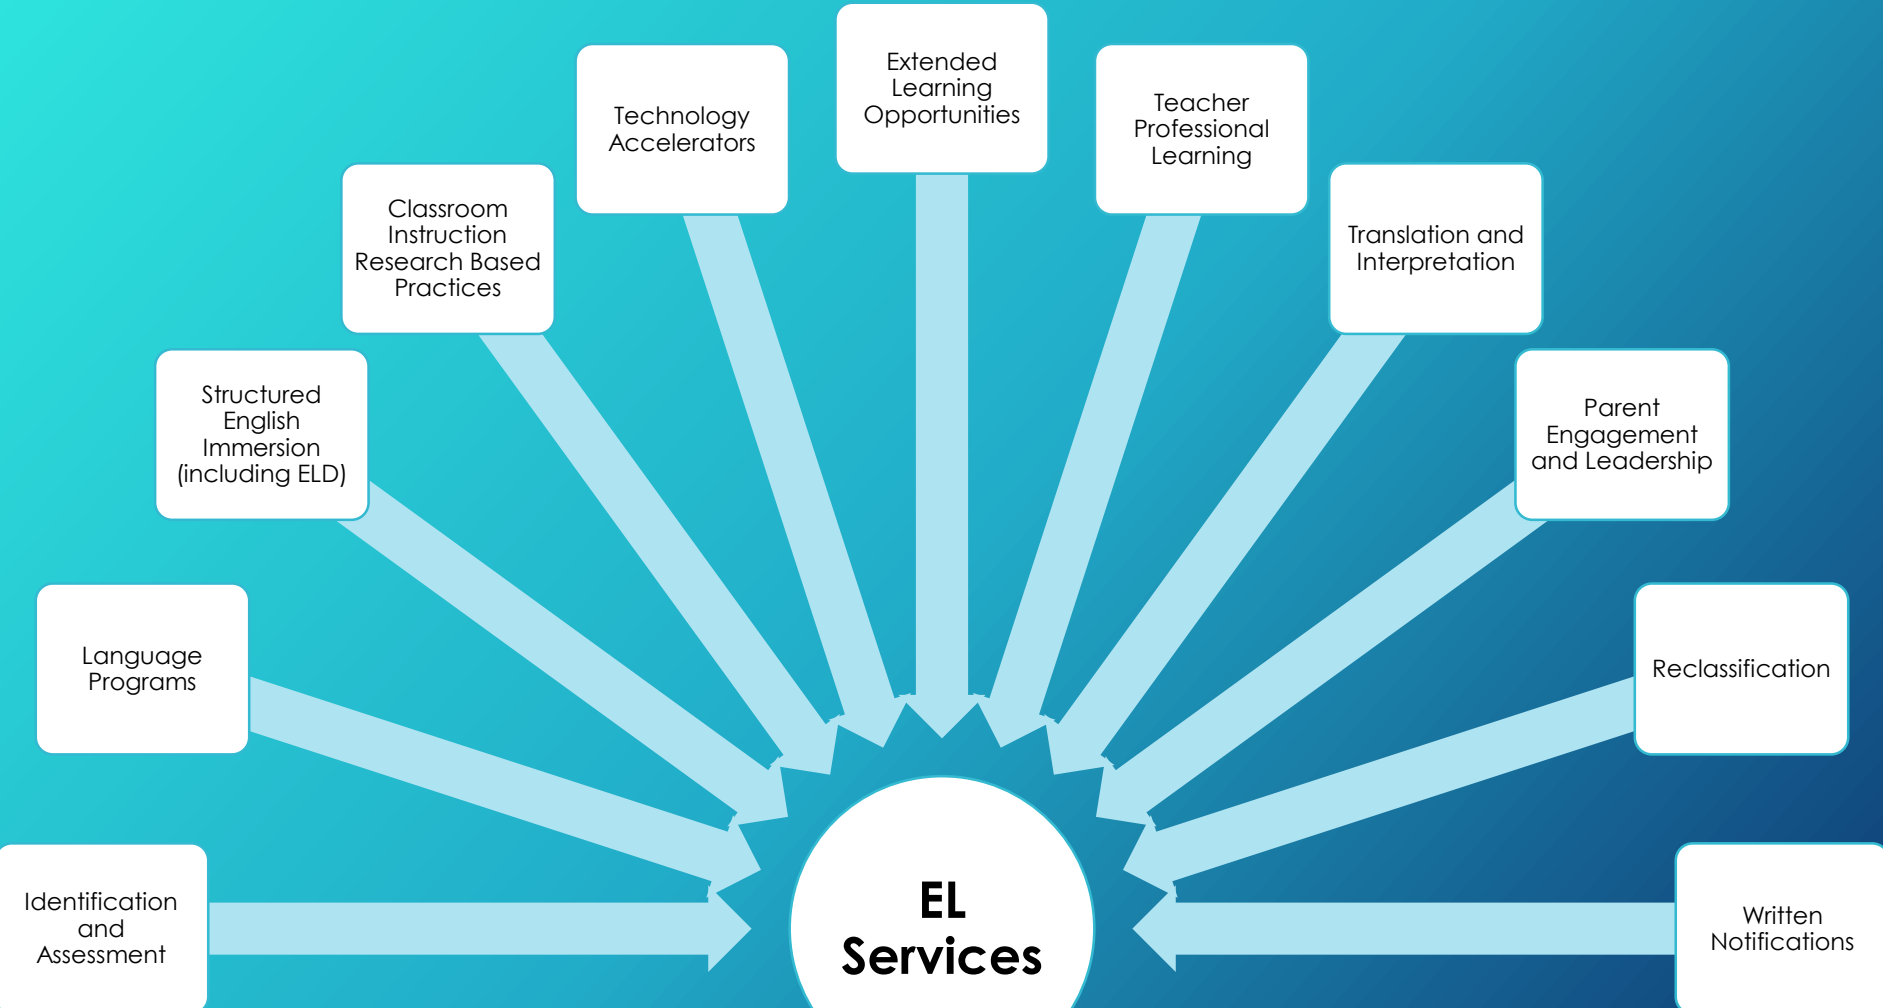 Identification
and
Assessment
Language
Programs
Structured
English
Immersion
(including ELD)
Classroom
Instruction
Research Based
Practices
Technology
Accelerators
Extended
Learning
Opportunities
Teacher
Professional
Learning
Translation and
Interpretation
Parent
Engagement
and Leadership
Reclassification
Written
Notifications
EL
Services